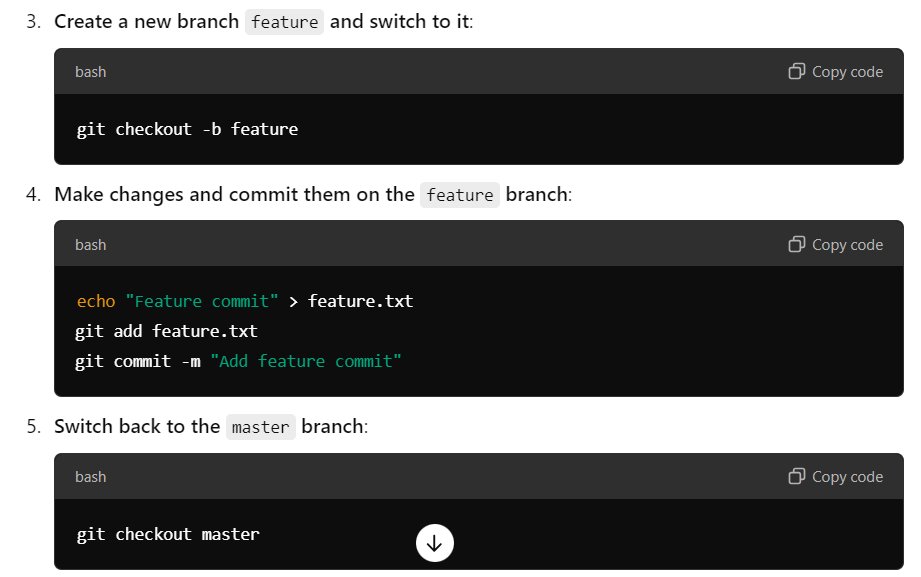 3. Create a new branch feature and switch to it:
bash
Copy code
git checkout -b feature
4. Make changes and commit them on the feature branch:
bash
Copy code
echo "Feature commit" > feature.txt
git add feature.txt
git commit -m "Add feature commit"
5. Switch back to the master branch:
bash
Copy code
git checkout master